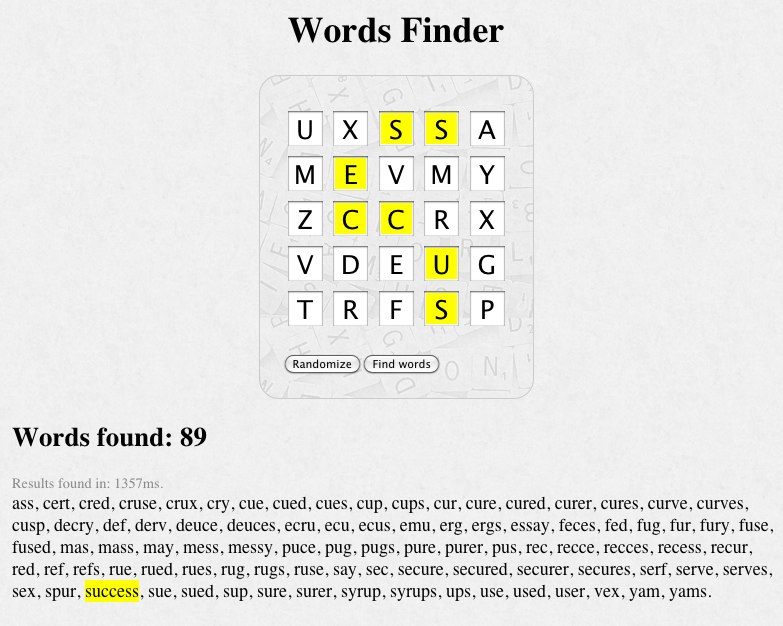 Words Finder
U X S S A
M E V M Y
Z C C R X
V D E U G
T R F S P
Randomize Find words
Words found: 89
Results found in: 1357ms.
ass, cert, cred, cruse, crux, cry, cue, cued, cues, cup, cups, cur, cure, cured, curer, cures, curve, curves,
cusp, decry, def, derv, deuce, deuces, ecru, ecu, ecus, emu, erg, ergs, essay, feces, fed, fug, fur, fury, fuse,
fused, mas, mass, may, mess, messy, puce, pug, pugs, pure, purer, pus, rec, recce, recces, recess, recur,
red, ref, refs, rue, rued, rues, rug, rugs, ruse, say, sec, secure, secured, securer, secures, serf, serve, serves,
sex, spur, success, sue, sued, sup, sure, surer, syrup, syrups, ups, use, used, user, vex, yam, yams.